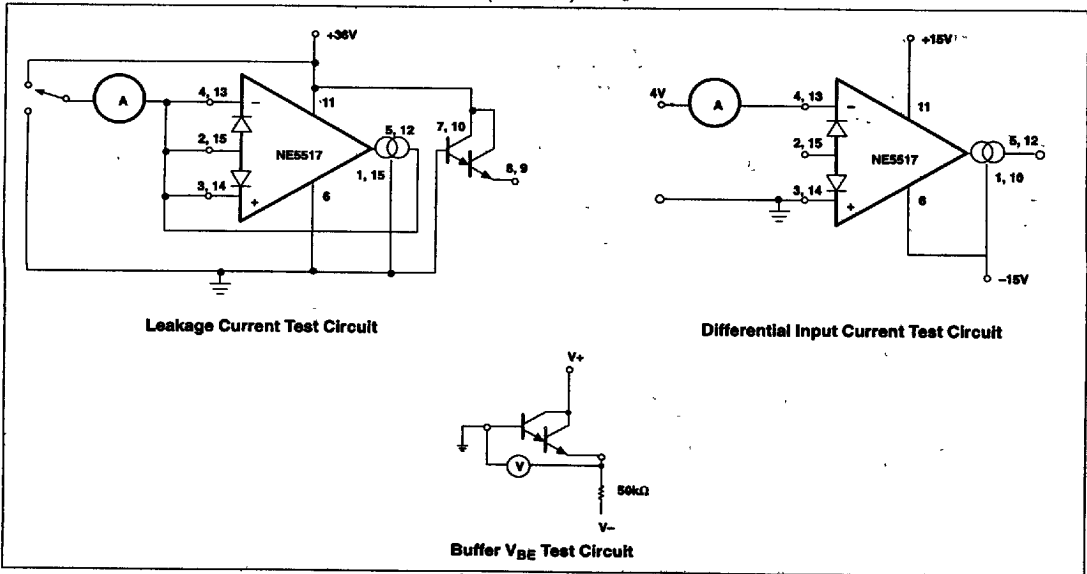 +36V
A
4, 13
−
11
2, 15
NE5517
5, 12
7, 10
3, 14
+
1, 15
6
8, 9
Leakage Current Test Circuit
+15V
4V
A
4, 13
−
11
2, 15
NE5517
5, 12
3, 14
+
1, 16
6
−15V
Differential Input Current Test Circuit
V+
V
50kΩ
V−
Buffer VBE Test Circuit